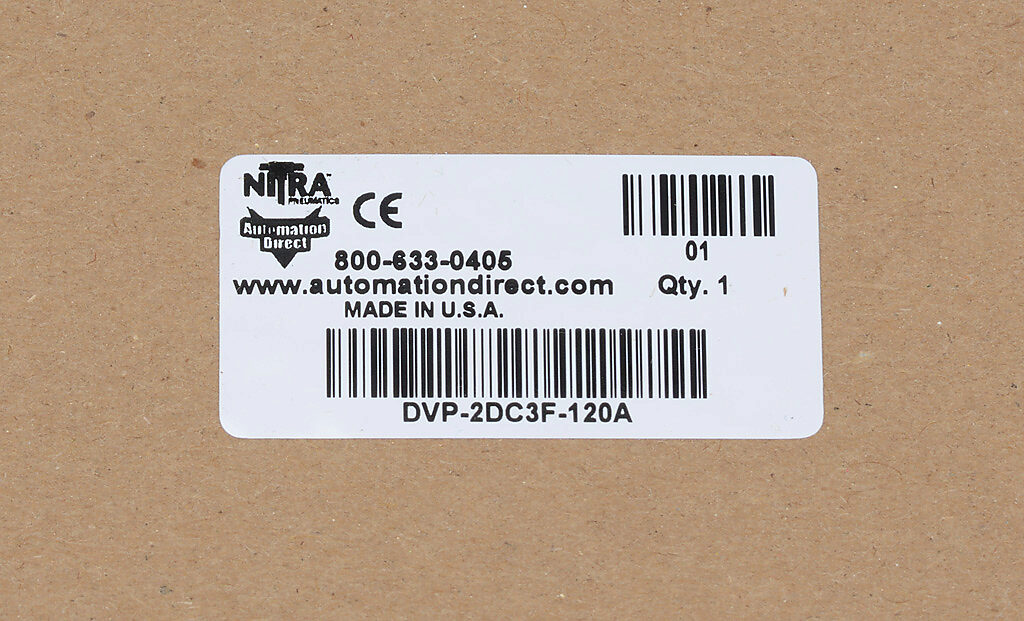 NITRA
PNEUMATICS
CE
Automation
Direct
01
800-633-0405
www.automationdirect.com
Qty. 1
MADE IN U.S.A.
DVP-2DC3F-120A